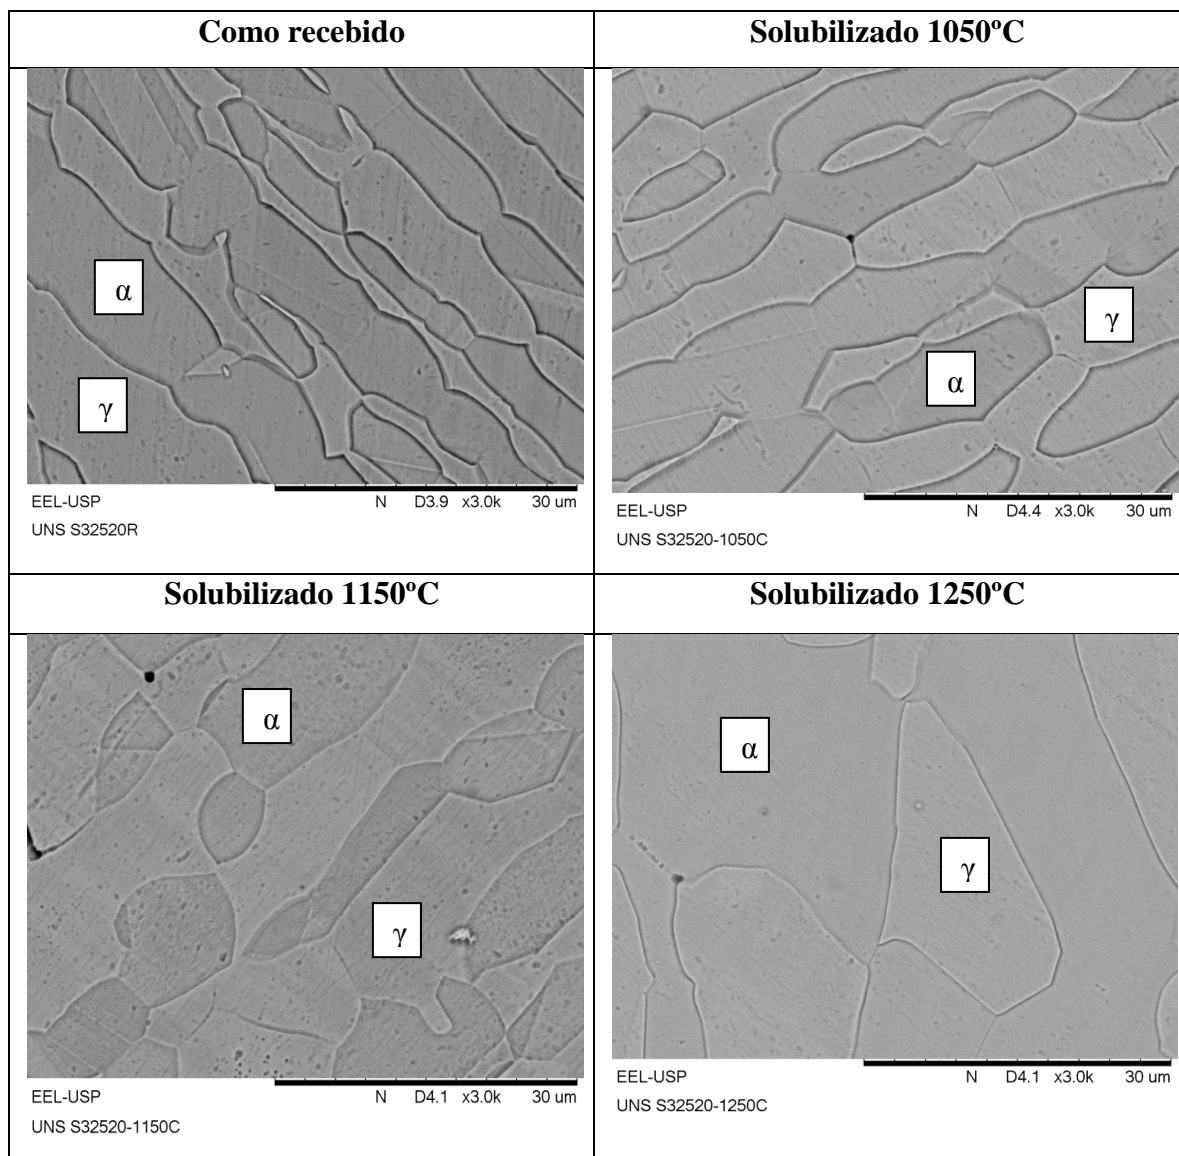 Como recebido
Solubilizado 1050ºC
α
γ
EEL-USP N D3.9 x3.0k 30 um
UNS S32520R
γ
α
EEL-USP N D4.4 x3.0k 30 um
UNS S32520-1050C
Solubilizado 1150ºC
Solubilizado 1250ºC
α
γ
EEL-USP N D4.1 x3.0k 30 um
UNS S32520-1150C
α
γ
EEL-USP N D4.1 x3.0k 30 um
UNS S32520-1250C